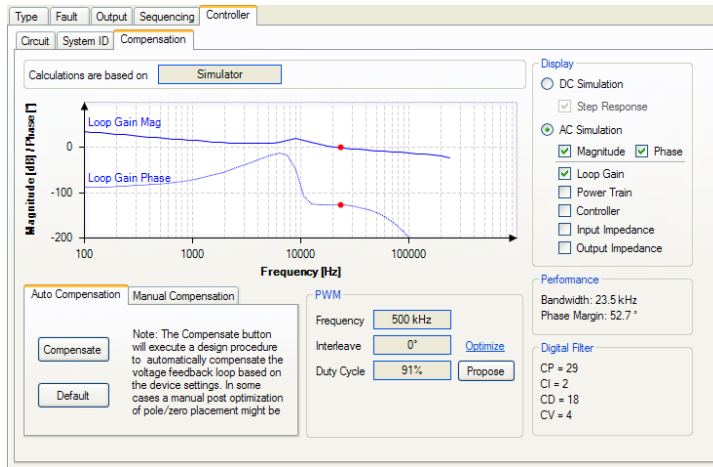 Type Fault Output Sequencing Controller
Circuit System ID Compensation
Calculations are based on Simulator
Magnitude [dB] / Phase [°]
Loop Gain Mag
Loop Gain Phase
0
-100
-200
100 1000 10000 100000
Frequency [Hz]
Display
DC Simulation
Step Response
AC Simulation
Magnitude Phase
Loop Gain
Power Train
Controller
Input Impedance
Output Impedance
Auto Compensation Manual Compensation
Compensate
Default
Note: The Compensate button
will execute a design procedure
to automatically compensate the
voltage feedback loop based on
the device settings. In some
cases a manual post optimization
of pole/zero placement might be
PWM
Frequency 500 kHz
Interleave 0° Optimize
Duty Cycle 91% Propose
Performance
Bandwidth: 23.5 kHz
Phase Margin: 52.7 °
Digital Filter
CP = 29
CI = 2
CD = 18
CV = 4